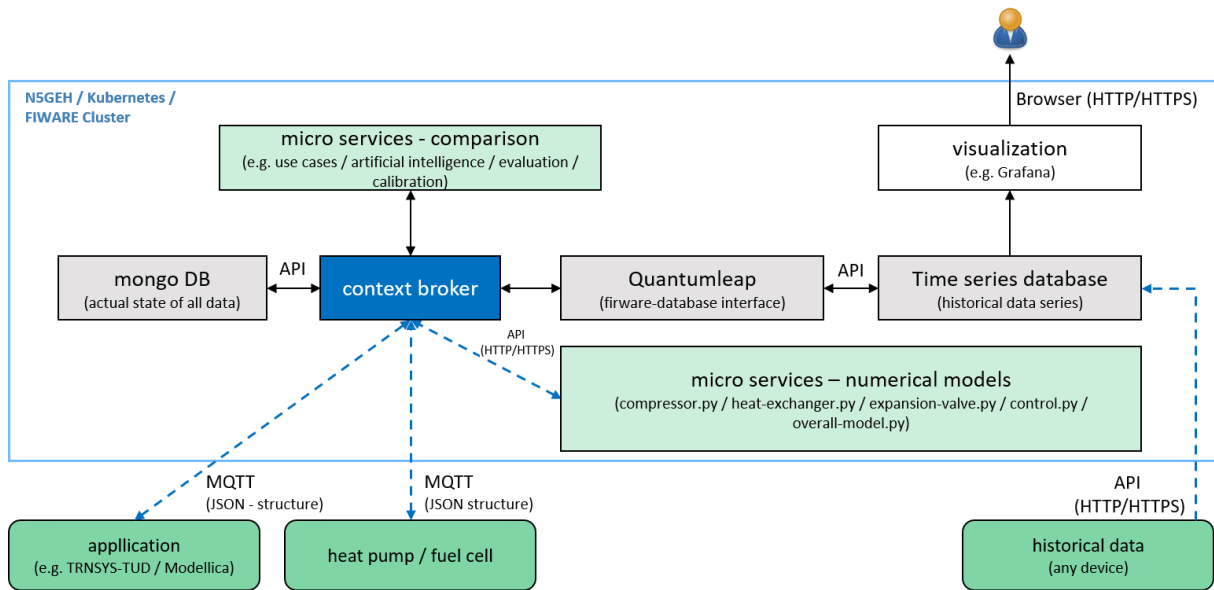 Browser (HTTP/HTTPS)
N5GEH / Kubernetes /
FIWARE Cluster
micro services - comparison
(e.g. use cases / artificial intelligence / evaluation /
calibration)
visualization
(e.g. Grafana)
mongo DB
(actual state of all data)
API
context broker
Quantumleap
(firware-database interface)
API
Time series database
(historical data series)
API
(HTTP/HTTPS)
micro services – numerical models
(compressor.py / heat-exchanger.py / expansion-valve.py / control.py /
overall-model.py)
MQTT
(JSON - structure)
MQTT
(JSON structure)
API
(HTTP/HTTPS)
appllication
(e.g. TRNSYS-TUD / Modellica)
heat pump / fuel cell
historical data
(any device)